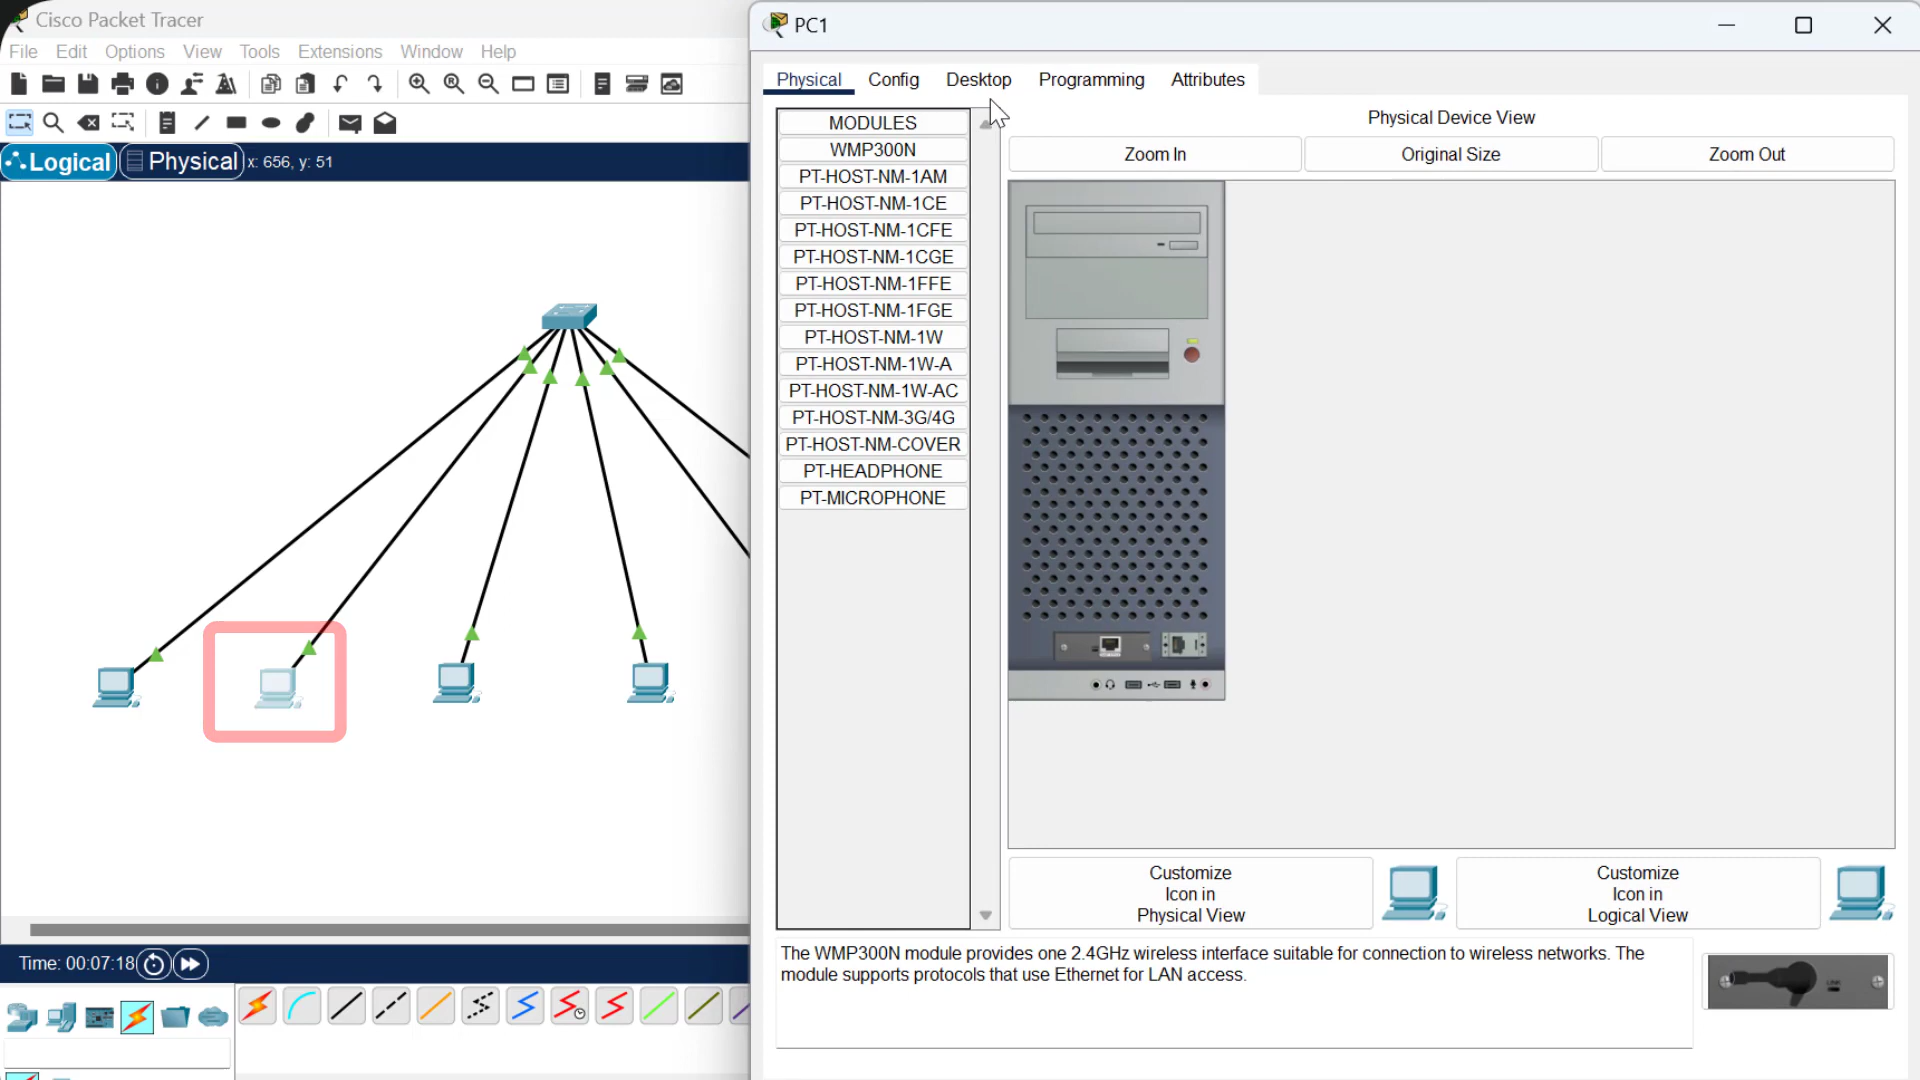 Cisco Packet Tracer
File Edit Options View Tools Extensions Window Help
Logical Physical x: 656, y: 51
Time: 00:07:18
PC1
Physical Config Desktop Programming Attributes
MODULES
WMP300N
PT-HOST-NM-1AM
PT-HOST-NM-1CE
PT-HOST-NM-1CFE
PT-HOST-NM-1CGE
PT-HOST-NM-1FFE
PT-HOST-NM-1FGE
PT-HOST-NM-1W
PT-HOST-NM-1W-A
PT-HOST-NM-1W-AC
PT-HOST-NM-3G/4G
PT-HOST-NM-COVER
PT-HEADPHONE
PT-MICROPHONE
Physical Device View
Zoom In Original Size Zoom Out
Customize
Icon in
Physical View
Customize
Icon in
Logical View
The WMP300N module provides one 2.4GHz wireless interface suitable for connection to wireless networks. The
module supports protocols that use Ethernet for LAN access.